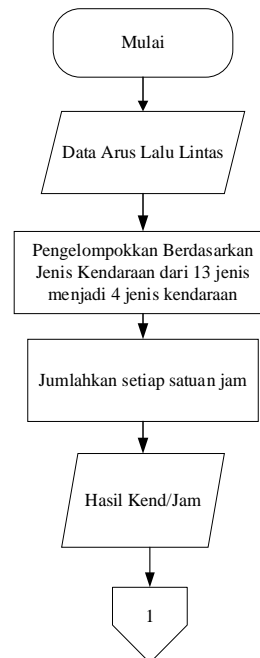 Mulai
Data Arus Lalu Lintas
Pengelompokkan Berdasarkan
Jenis Kendaraan dari 13 jenis
menjadi 4 jenis kendaraan
Jumlahkan setiap satuan jam
Hasil Kend/Jam
1